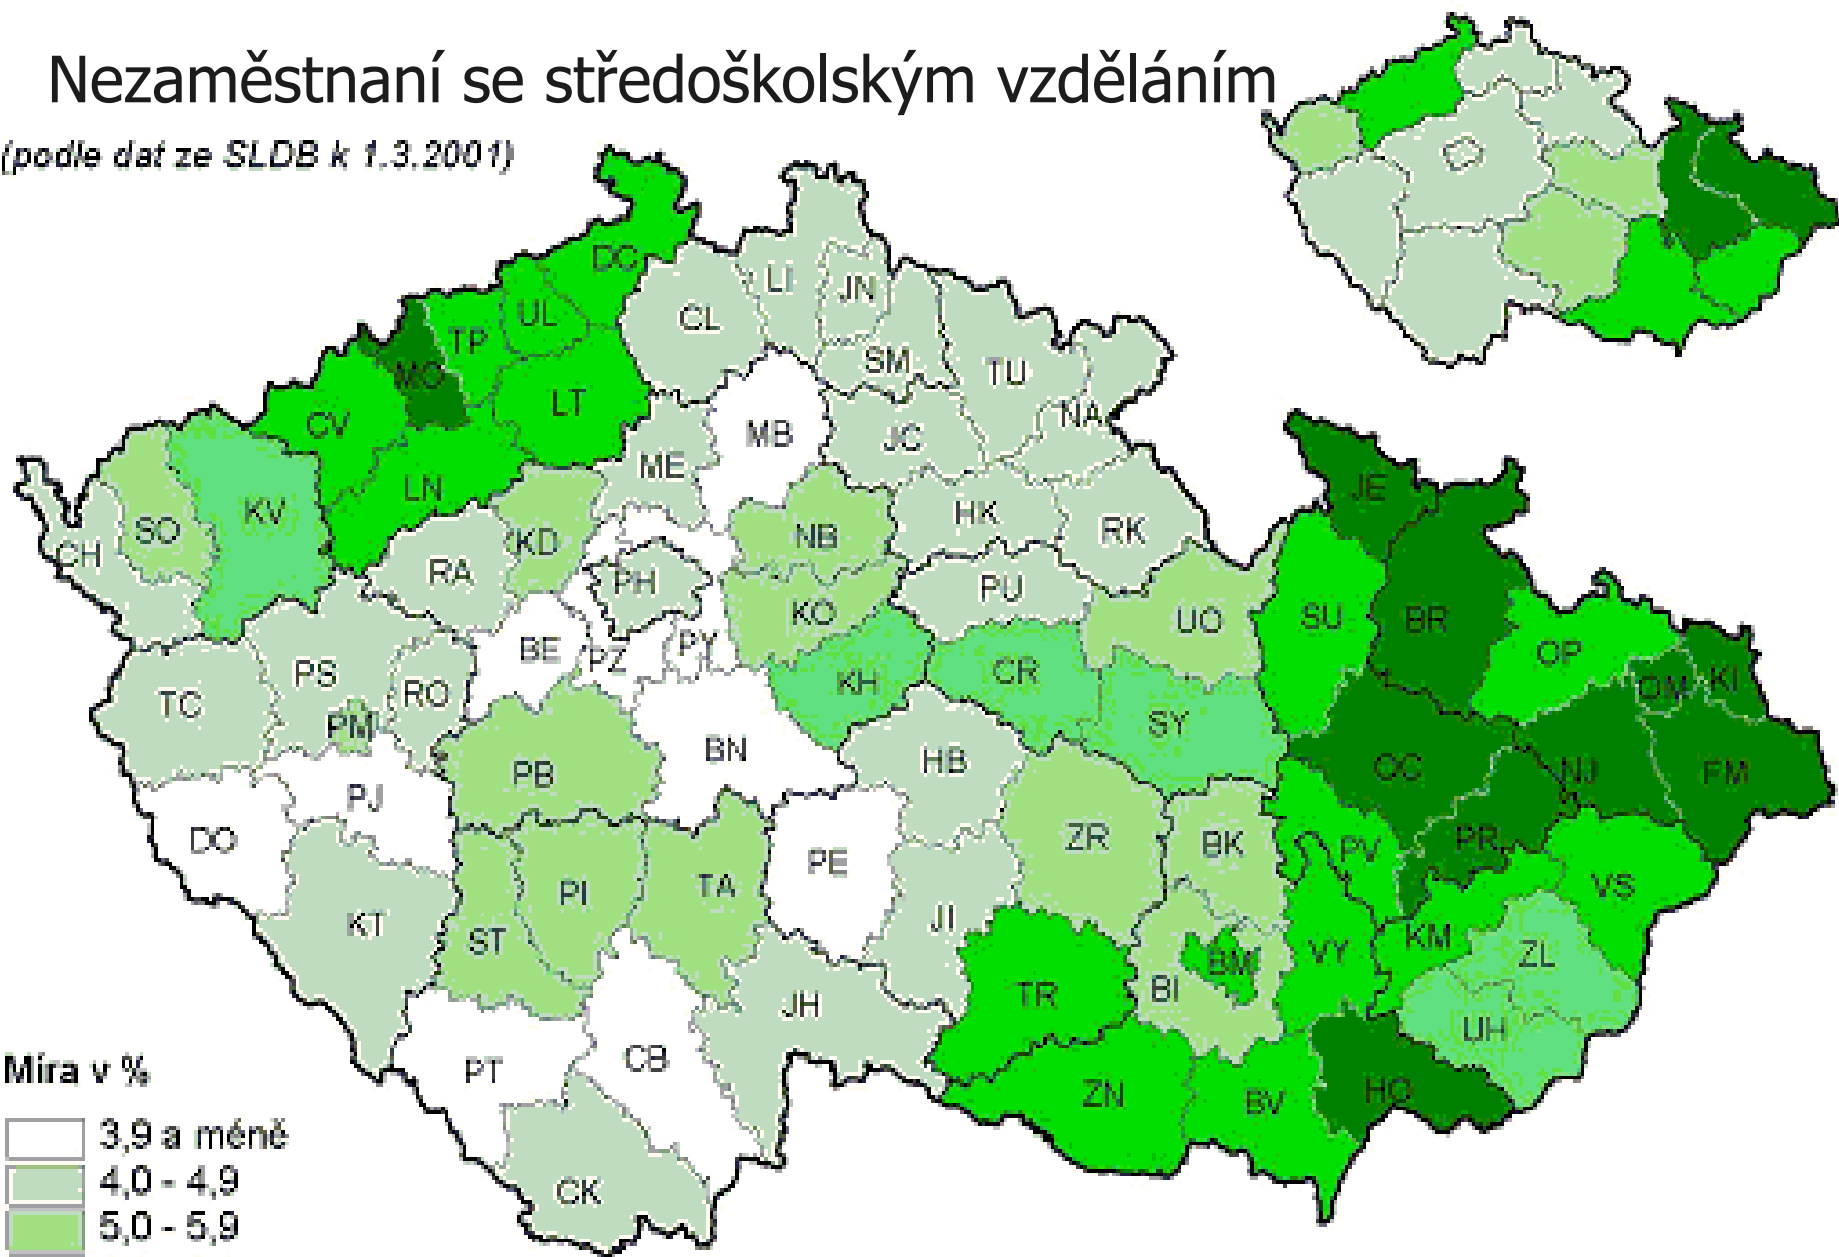 Nezaměstnaní se středoškolským vzděláním
(podle dat ze SLDB k 1.3.2001)
DC
LI
JN
UL
CL
TP
SM
TU
MO
LT
NA
CV
MB
JC
ME
LN
JE
KV
HK
SO
NB
RK
KD
CH
RA
PH
PU
KO
UO
SU
BR
BE
PZ
PY
OP
PS
CR
KH
RO
TC
OM
KI
PM
SY
BN
HB
PB
OC
NJ
FM
PJ
DO
ZR
BK
PR
PV
PE
TA
VS
PI
KT
JI
ST
KM
VY
ZL
BM
BI
TR
JH
UH
CB
PT
ZN
BV
HO
CK
Míra v %
3,9 a méně
4,0 - 4,9
5,0 - 5,9